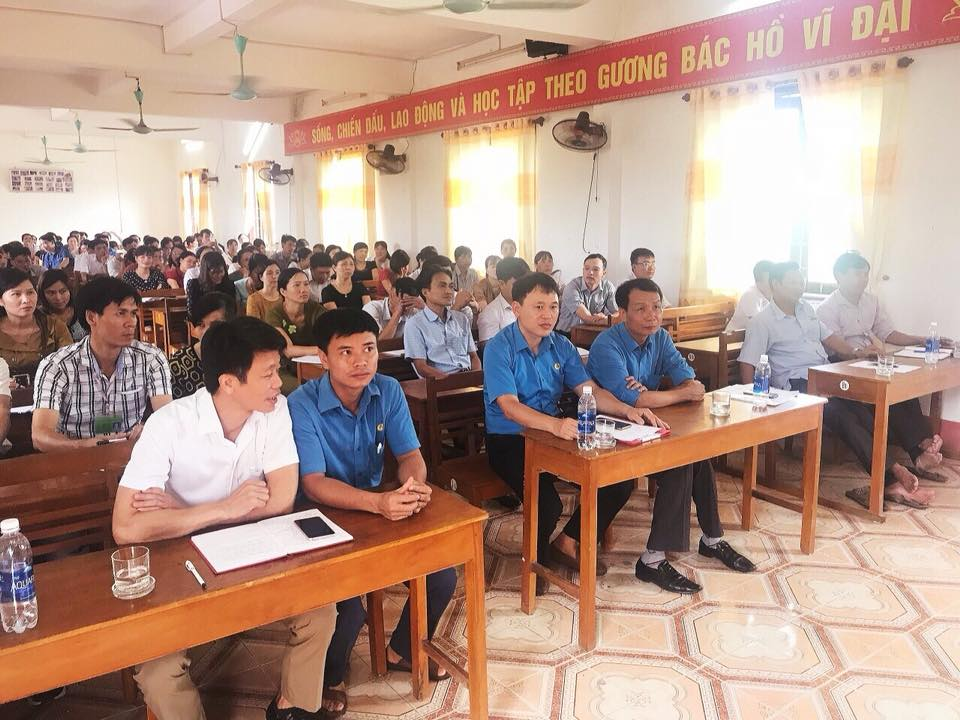 SỐNG, CHIẾN ĐẤU, LAO ĐỘNG VÀ HỌC TẬP THEO GƯƠNG BÁC HỒ VĨ ĐẠI